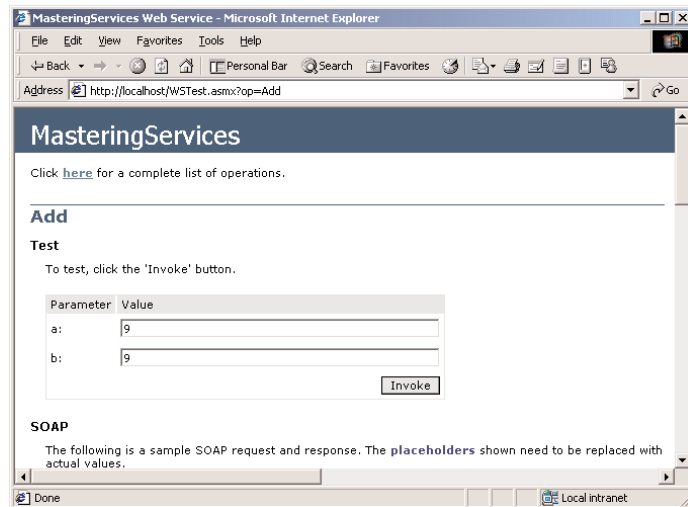 MasteringServices Web Service - Microsoft Internet Explorer
File Edit View Favorites Tools Help
Back Personal Bar Search Favorites
Address http://localhost/WSTest.asmx?op=Add Go
MasteringServices
Click here for a complete list of operations.
Add
Test
To test, click the 'Invoke' button.
Parameter Value
a: 9
b: 9
Invoke
SOAP
The following is a sample SOAP request and response. The placeholders shown need to be replaced with
actual values.
Done Local intranet